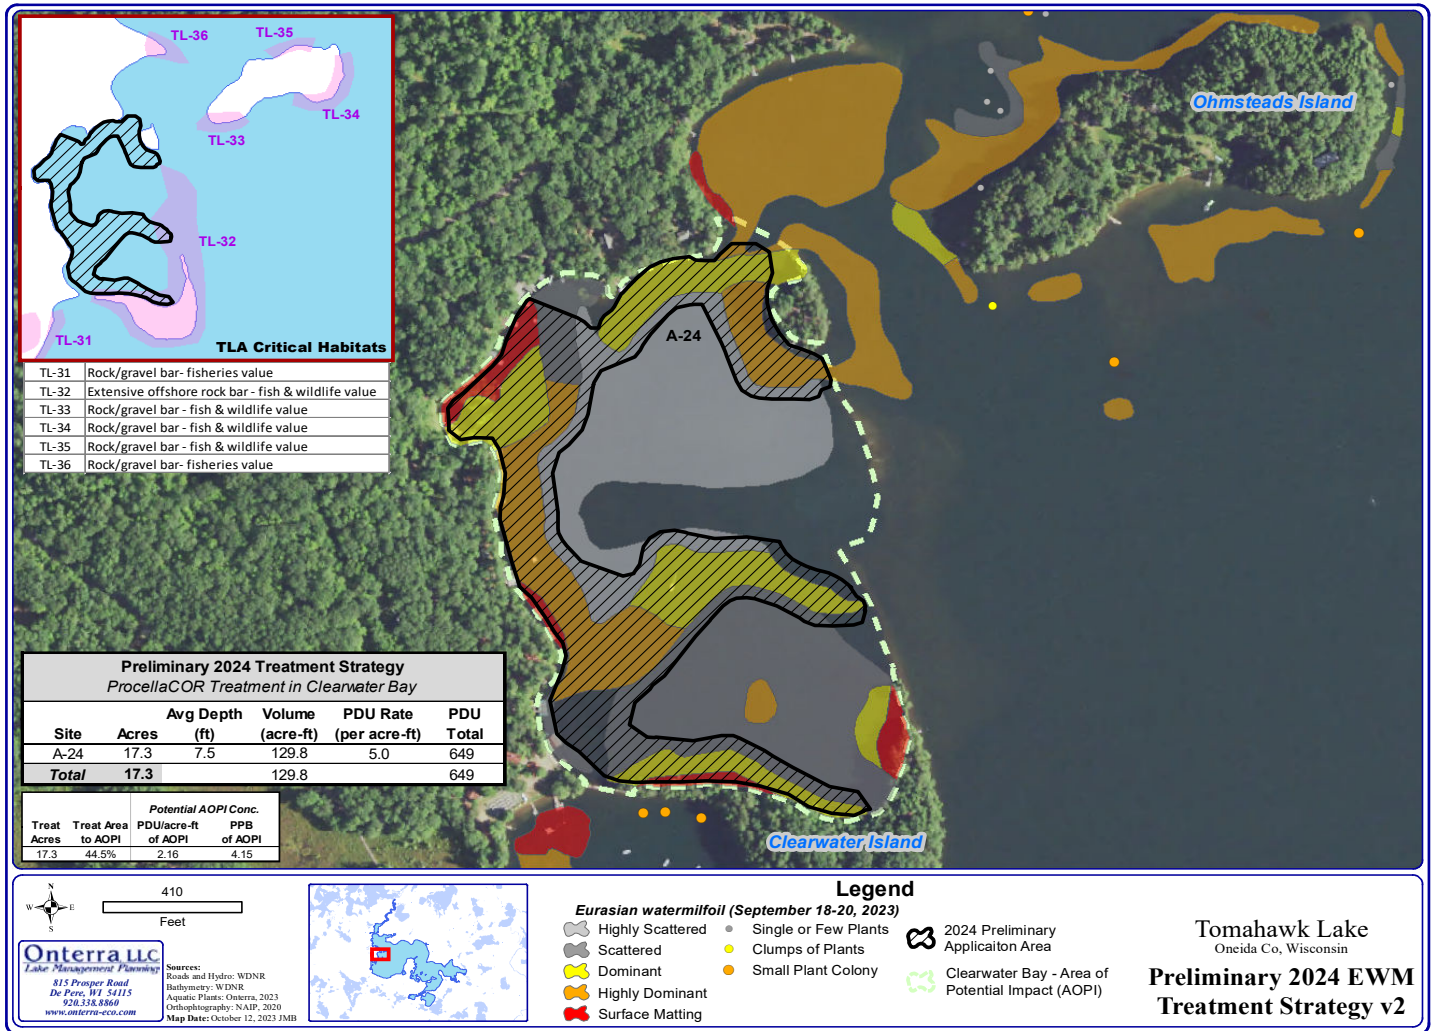 TL-36
TL-35
TL-34
TL-33
TL-32
TL-31
TLA Critical Habitats
TL-31 Rock/gravel bar- fisheries value
TL-32 Extensive offshore rock bar - fish & wildlife value
TL-33 Rock/gravel bar - fish & wildlife value
TL-34 Rock/gravel bar - fish & wildlife value
TL-35 Rock/gravel bar - fish & wildlife value
TL-36 Rock/gravel bar- fisheries value
Ohmsteads Island
A-24
Clearwater Island
Preliminary 2024 Treatment Strategy
ProcellaCOR Treatment in Clearwater Bay
Avg Depth Volume PDU Rate PDU
Site Acres (ft) (acre-ft) (per acre-ft) Total
A-24 17.3 7.5 129.8 5.0 649
Total 17.3 129.8 649
Potential AOPI Conc.
Treat Treat Area PDU/acre-ft PPB
Acres to AOPI of AOPI of AOPI
17.3 44.5% 2.16 4.15
N
W E
S
410
Feet
Onterra LLC
Lake Management Planning
815 Prosper Road
De Pere, WI 54115
920.338.8860
www.onterra-eco.com
Sources:
Roads and Hydro: WDNR
Bathymetry: WDNR
Aquatic Plants: Onterra, 2023
Orthophtography: NAIP, 2020
Map Date: October 12, 2023 JMB
Legend
Eurasian watermilfoil (September 18-20, 2023)
Highly Scattered
Scattered
Dominant
Highly Dominant
Surface Matting
Single or Few Plants
Clumps of Plants
Small Plant Colony
2024 Preliminary
Applicaiton Area
Clearwater Bay - Area of
Potential Impact (AOPI)
Tomahawk Lake
Oneida Co, Wisconsin
Preliminary 2024 EWM
Treatment Strategy v2